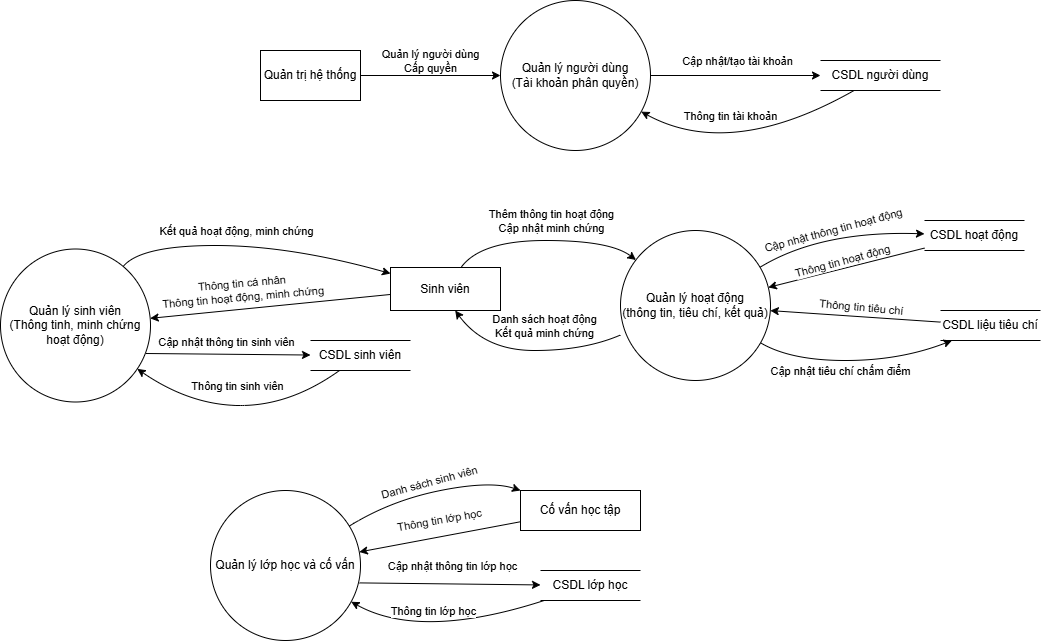 Quản lý người dùng
Cấp quyền
Quản trị hệ thống
Quản lý người dùng
(Tài khoản phân quyền)
Cập nhật/tạo tài khoản
CSDL người dùng
Thông tin tài khoản
Kết quả hoạt động, minh chứng
Thêm thông tin hoạt động
Cập nhật minh chứng
Cập nhật thông tin hoạt động
CSDL hoạt động
Thông tin hoạt động
Thông tin cá nhân
Thông tin hoạt động, minh chứng
Sinh viên
Quản lý hoạt động
(thông tin, tiêu chí, kết quả)
Thông tin tiêu chí
CSDL liệu tiêu chí
Quản lý sinh viên
(Thông tinh, minh chứng
hoạt động)
Danh sách hoạt động
Kết quả minh chứng
Cập nhật thông tin sinh viên
CSDL sinh viên
Cập nhật tiêu chí chấm điểm
Thông tin sinh viên
Danh sách sinh viên
Cố vấn học tập
Thông tin lớp học
Quản lý lớp học và cố vấn
Cập nhật thông tin lớp học
CSDL lớp học
Thông tin lớp học